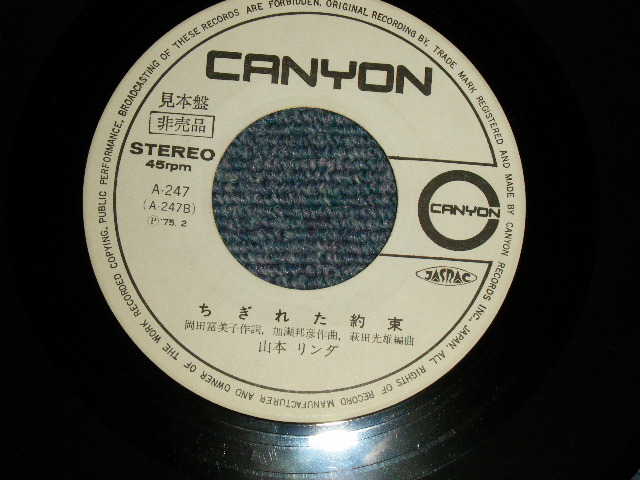 CANYON
見本盤
非売品
STEREO
45rpm
A-247
(A-247B)
Ⓟ '75. 2
CANYON
JASRAC
ちぎれた約束
岡田冨美子作詞, 加瀬邦彦作曲, 萩田光雄編曲
山本 リンダ
ORIGINAL RECORDING BY, TRADE MARK REGISTERED AND MADE BY CANYON RECORDS INC., JAPAN. ALL RIGHTS OF RECORD MANUFACTURER AND OWNER OF THE WORK RECORDED COPYING, PUBLIC PERFORMANCE, BROADCASTING OF THESE RECORDS ARE FORBIDDEN.